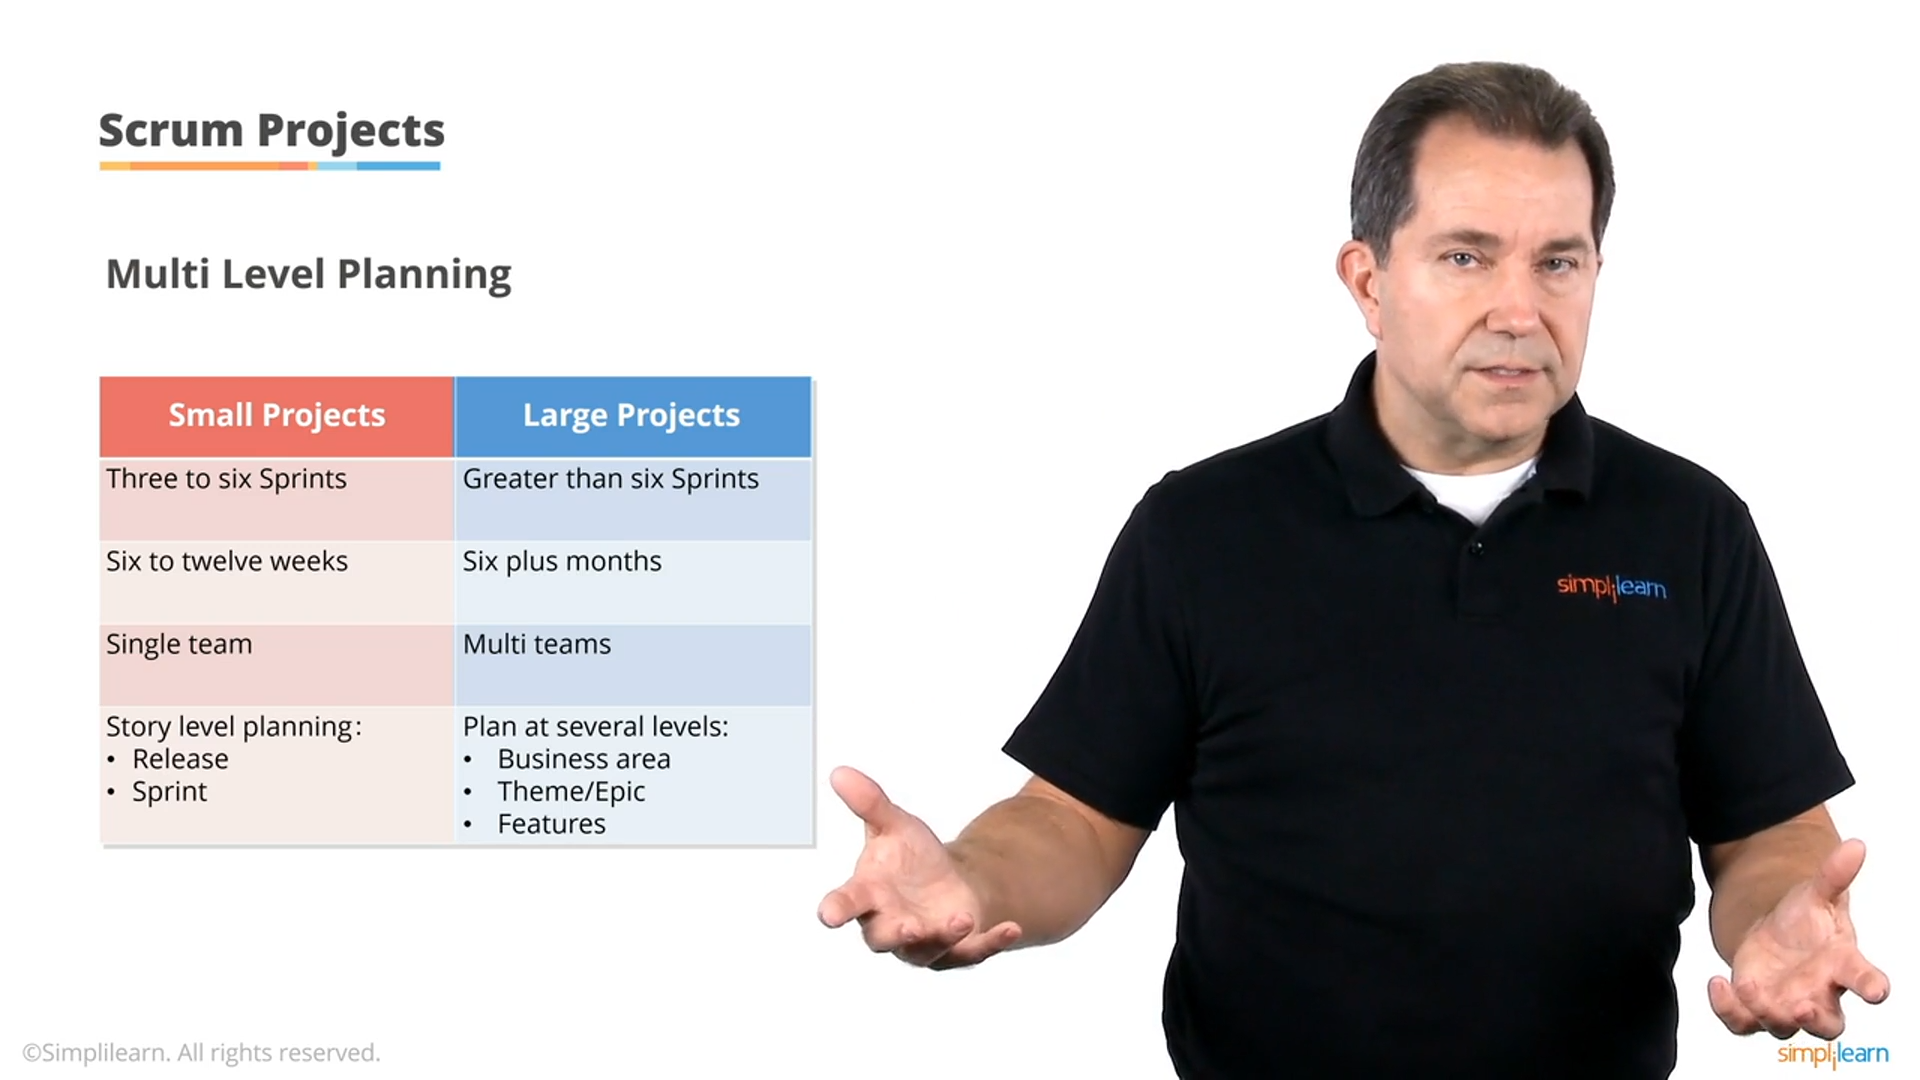 Scrum Projects
Multi Level Planning
Small Projects
Large Projects
Three to six Sprints
Greater than six Sprints
Six to twelve weeks
Six plus months
Single team
Multi teams
Story level planning:
• Release
• Sprint
Plan at several levels:
• Business area
• Theme/Epic
• Features
simplilearn
©Simplilearn. All rights reserved.
simplilearn